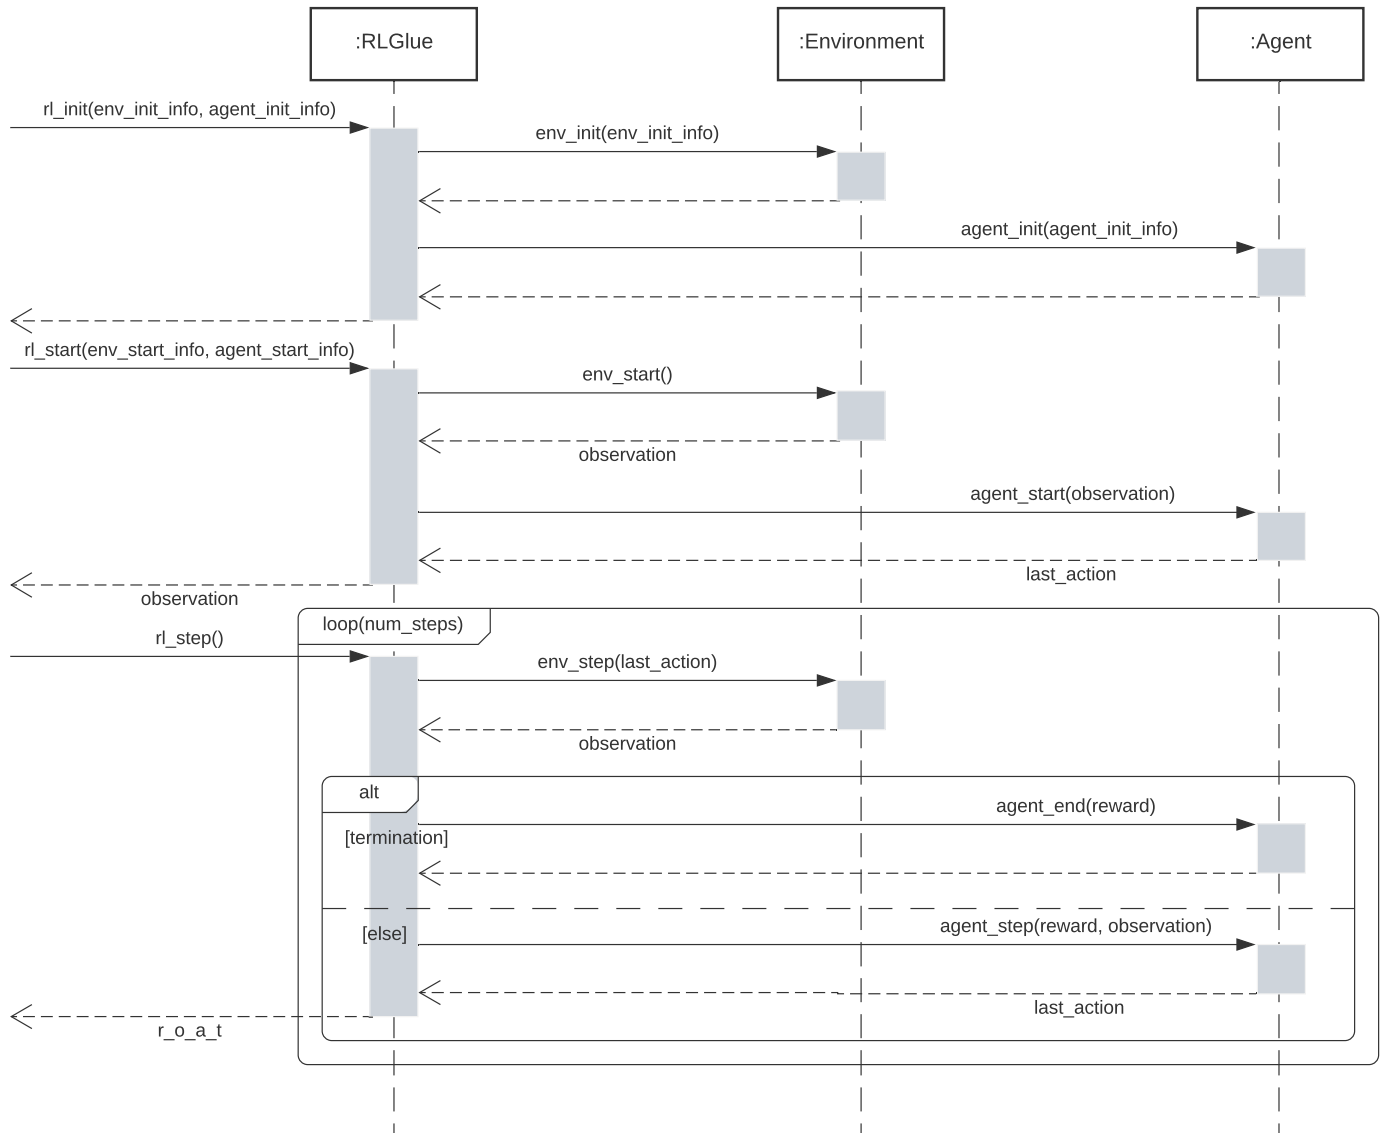 :RLGlue
:Environment
:Agent
rl_init(env_init_info, agent_init_info)
env_init(env_init_info)
agent_init(agent_init_info)
rl_start(env_start_info, agent_start_info)
env_start()
observation
agent_start(observation)
last_action
observation
loop(num_steps)
rl_step()
env_step(last_action)
observation
alt
agent_end(reward)
[termination]
agent_step(reward, observation)
[else]
last_action
r_o_a_t